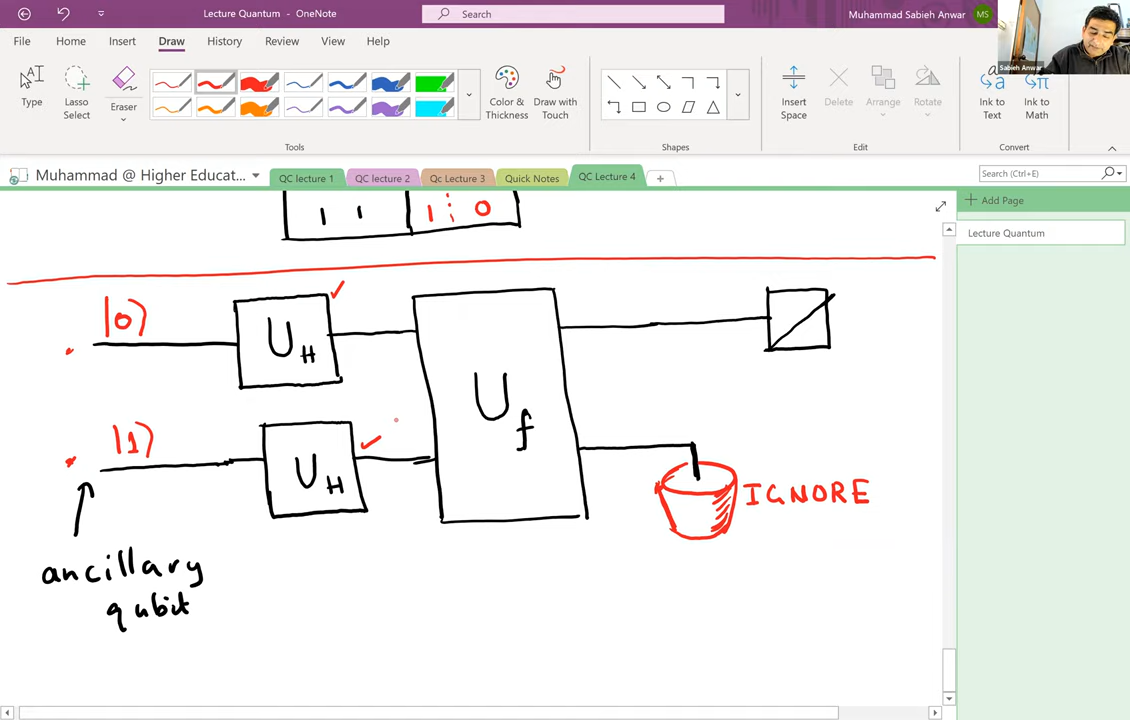 Lecture Quantum - OneNote
Search
Muhammad Sabieh Anwar
MS
File Home Insert Draw History Review View Help
Type
Lasso Select
Eraser
Color & Thickness
Draw with Touch
Insert Space
Delete
Arrange
Rotate
Ink to Text
Ink to Math
Sabieh Anwar
Tools
Shapes
Edit
Convert
Muhammad @ Higher Educat...
QC lecture 1
QC lecture 2
Qc Lecture 3
Quick Notes
QC Lecture 4
Search (Ctrl+E)
Add Page
Lecture Quantum
1 1 1 0
|0⟩
U_H
U_f
|1⟩
U_H
IGNORE
ancillary
qubit